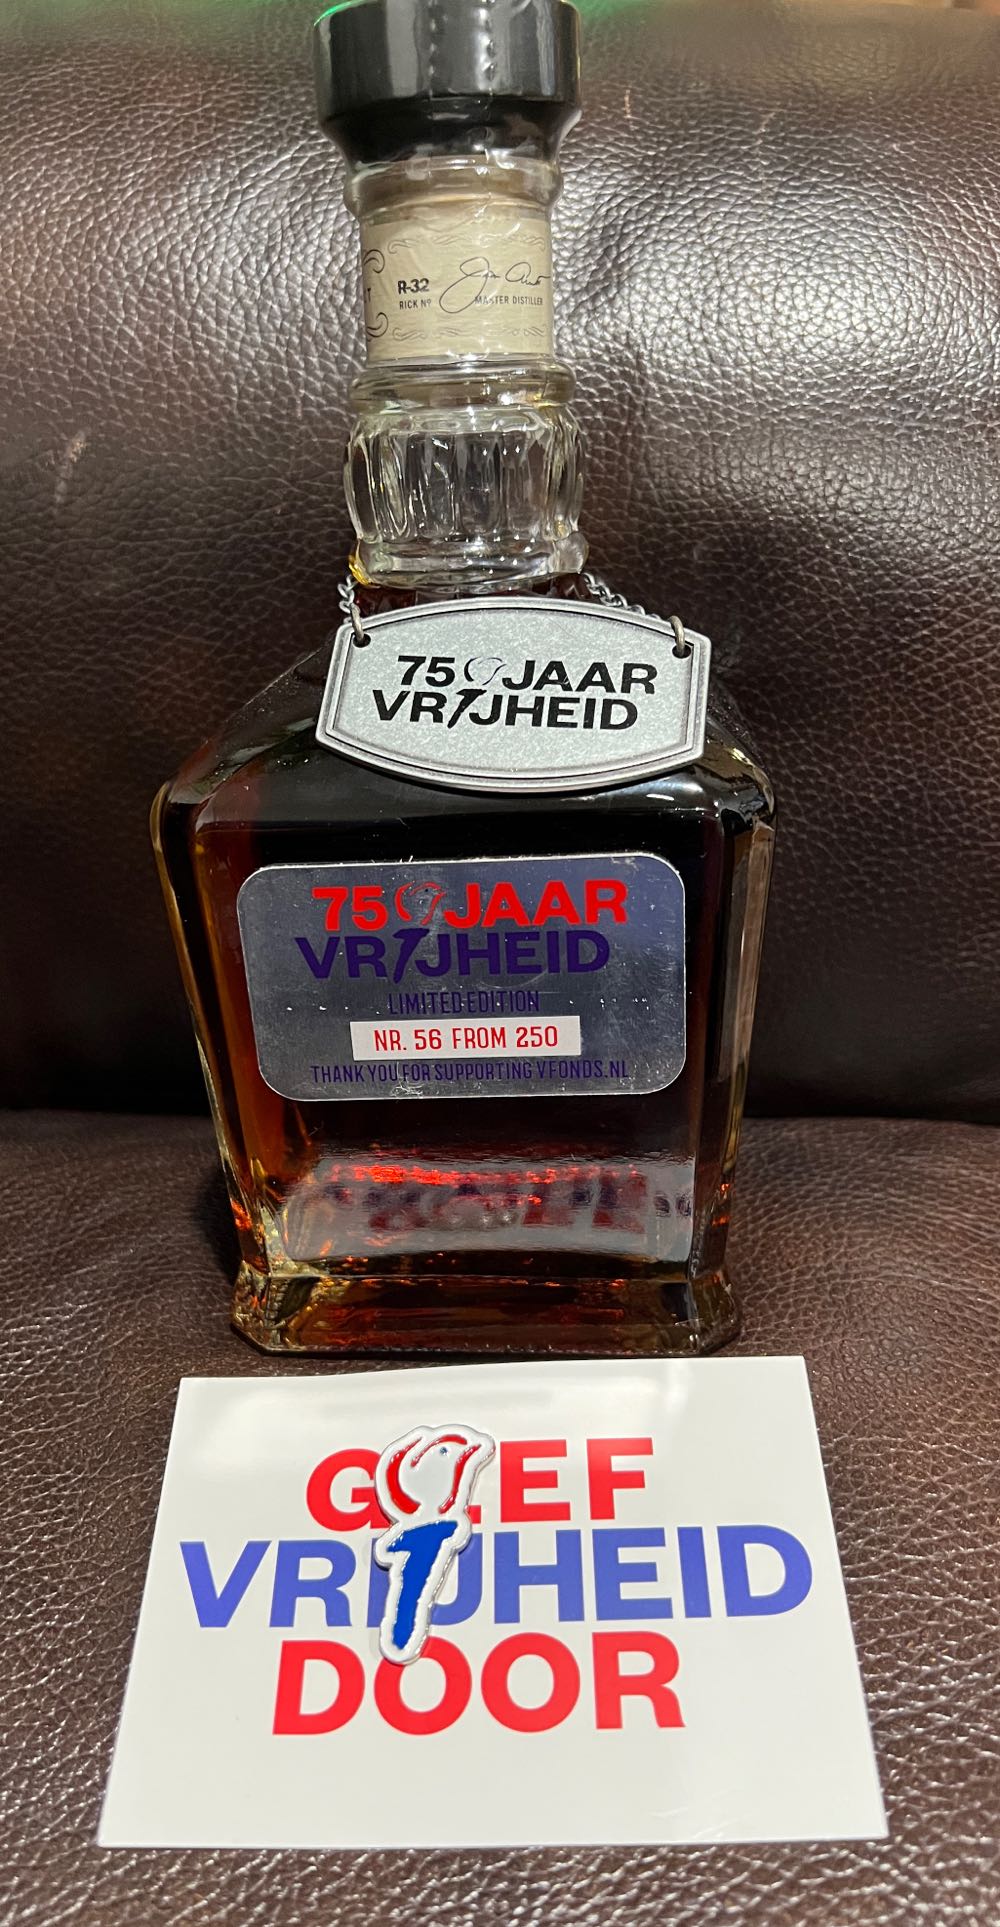 R-32
RICK Nº
MASTER DISTILLER
75 JAAR
VRIJHEID
75 JAAR
VRIJHEID
LIMITED EDITION
NR. 56 FROM 250
THANK YOU FOR SUPPORTING VFONDS.NL
GEEF
VRIJHEID
DOOR